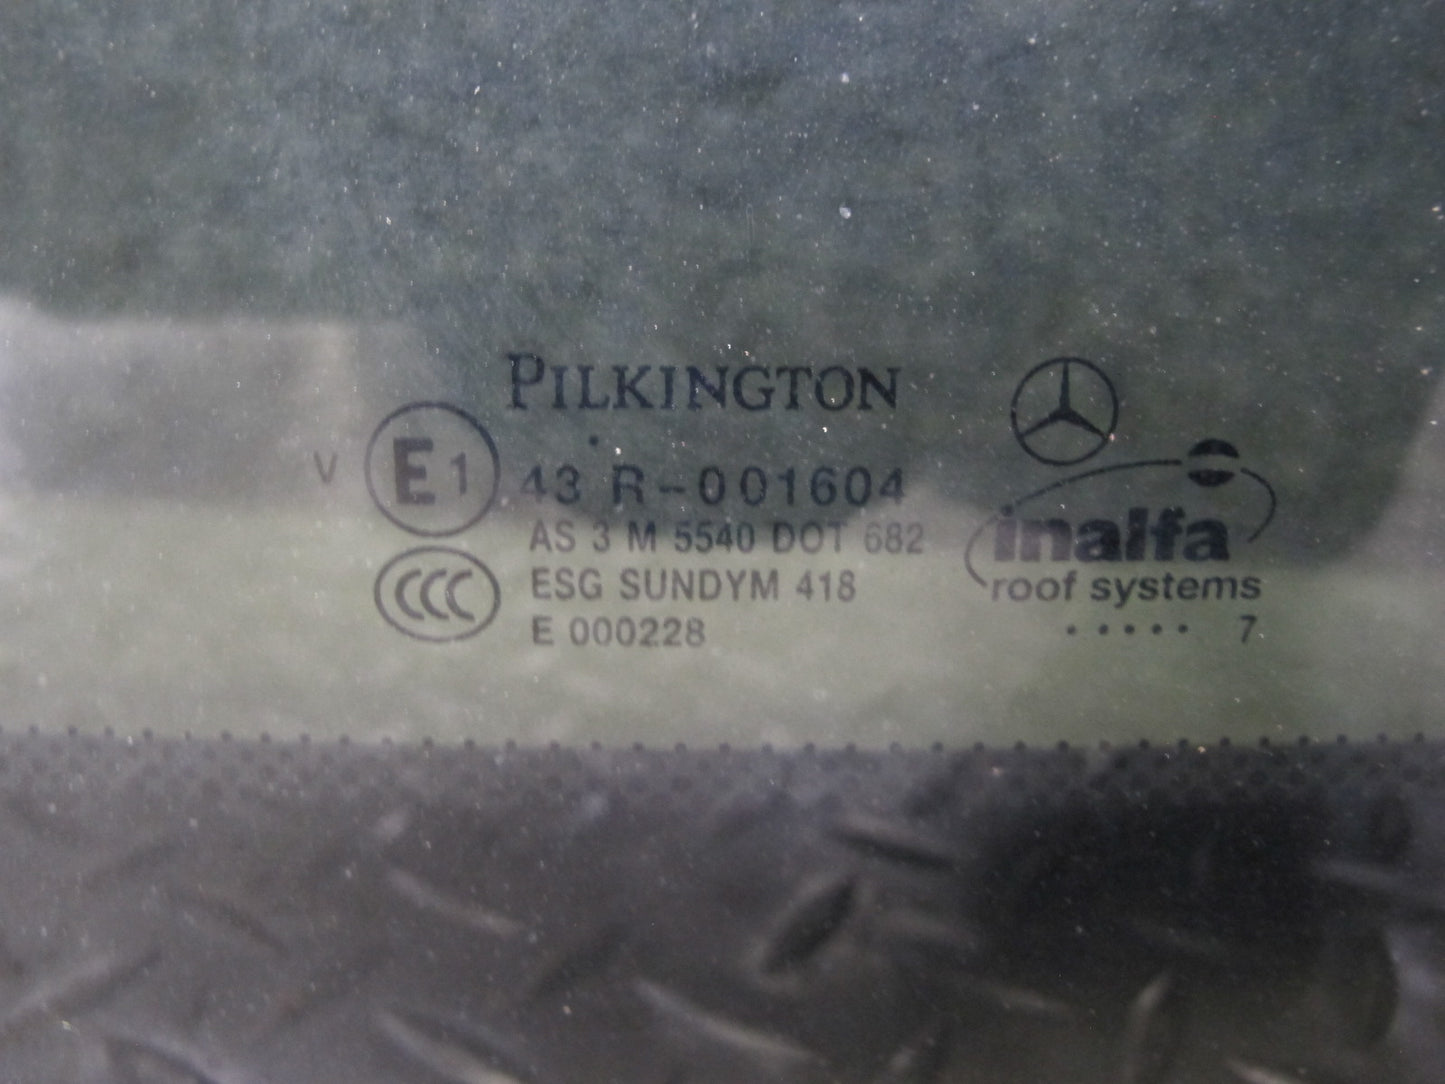 PILKINGTON
V E1 43 R-001604
AS 3 M 5540 DOT 682
CCC ESG SUNDYM 418
E 000228
inalfa
roof systems
..... 7